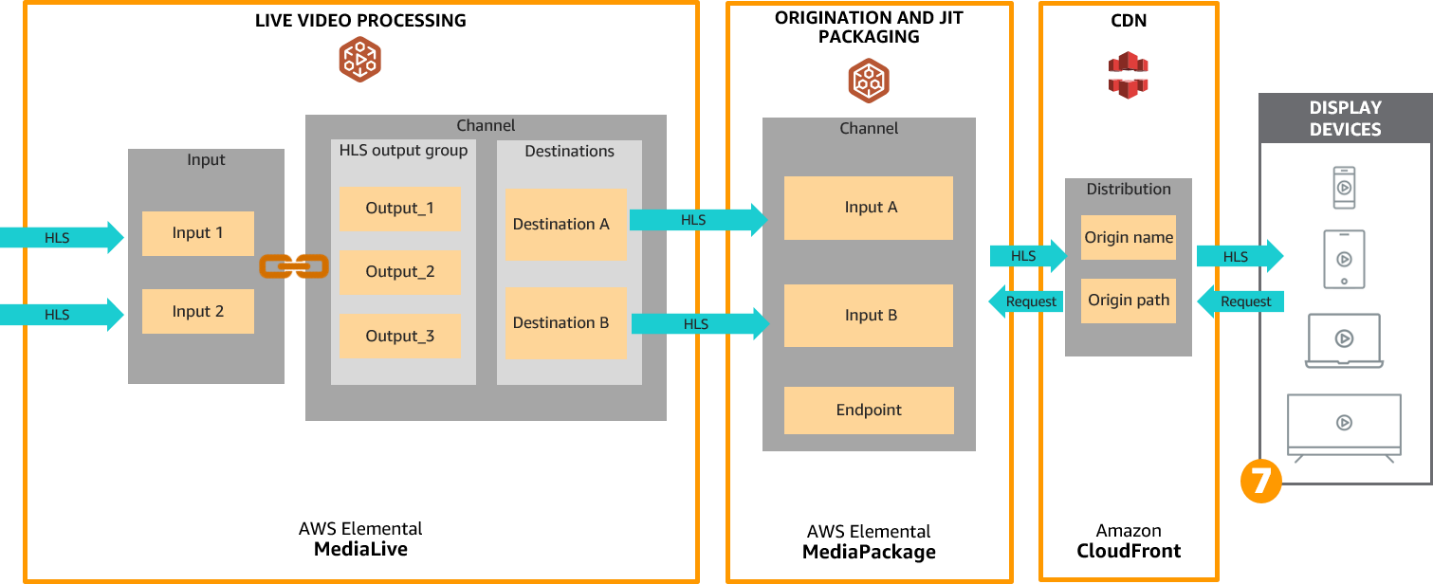 LIVE VIDEO PROCESSING
Input
HLS
Input 1
HLS
Input 2
Channel
HLS output group
Output_1
Output_2
Output_3
Destinations
Destination A
Destination B
HLS
HLS
AWS Elemental
MediaLive
ORIGINATION AND JIT
PACKAGING
Channel
Input A
Input B
Endpoint
AWS Elemental
MediaPackage
HLS
Request
CDN
Distribution
Origin name
Origin path
Amazon
CloudFront
HLS
Request
DISPLAY
DEVICES
7